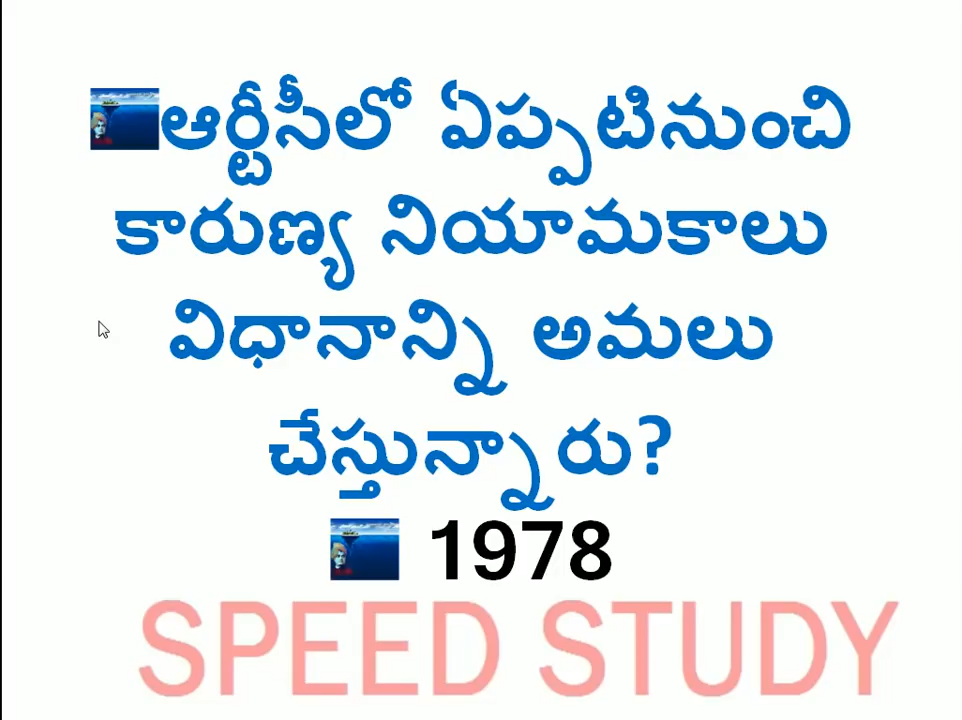 ఆర్టీసీలో ఏప్పటినుంచి
కారుణ్య నియామకాలు
విధానాన్ని అమలు
చేస్తున్నారు?
1978
SPEED STUDY